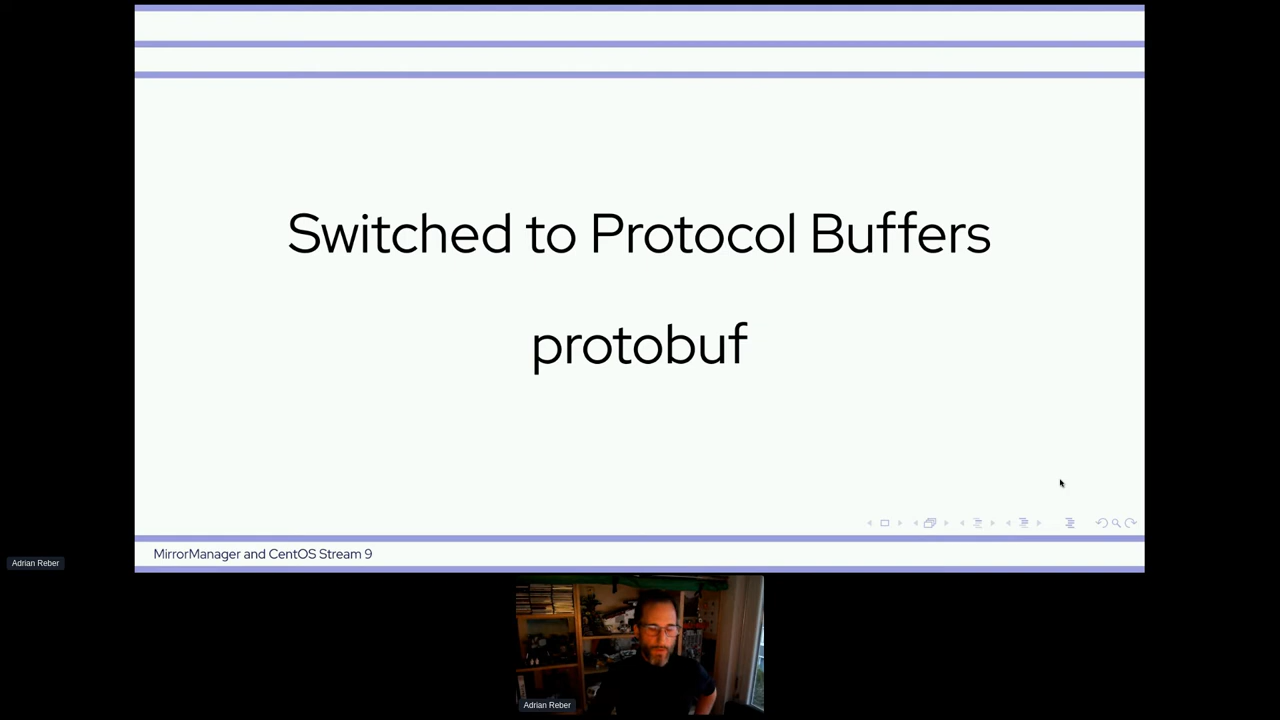 Switched to Protocol Buffers
protobuf
MirrorManager and CentOS Stream 9
Adrian Reber
Adrian Reber